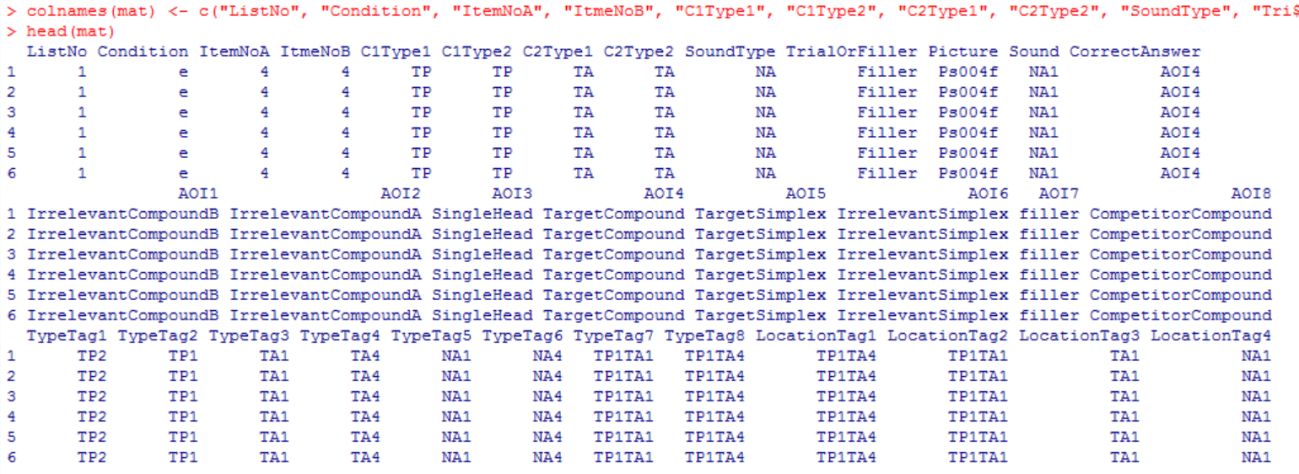 > colnames(mat) <- c("ListNo", "Condition", "ItemNoA", "ItmeNoB", "C1Type1", "C1Type2", "C2Type1", "C2Type2", "SoundType", "Tri$
> head(mat)
ListNo Condition ItemNoA ItmeNoB C1Type1 C1Type2 C2Type1 C2Type2 SoundType TrialOrFiller Picture Sound CorrectAnswer
1 1 e 4 4 TP TP TA TA NA Filler Ps004f NA1 AOI4
2 1 e 4 4 TP TP TA TA NA Filler Ps004f NA1 AOI4
3 1 e 4 4 TP TP TA TA NA Filler Ps004f NA1 AOI4
4 1 e 4 4 TP TP TA TA NA Filler Ps004f NA1 AOI4
5 1 e 4 4 TP TP TA TA NA Filler Ps004f NA1 AOI4
6 1 e 4 4 TP TP TA TA NA Filler Ps004f NA1 AOI4
AOI1 AOI2 AOI3 AOI4 AOI5 AOI6 AOI7 AOI8
1 IrrelevantCompoundB IrrelevantCompoundA SingleHead TargetCompound TargetSimplex IrrelevantSimplex filler CompetitorCompound
2 IrrelevantCompoundB IrrelevantCompoundA SingleHead TargetCompound TargetSimplex IrrelevantSimplex filler CompetitorCompound
3 IrrelevantCompoundB IrrelevantCompoundA SingleHead TargetCompound TargetSimplex IrrelevantSimplex filler CompetitorCompound
4 IrrelevantCompoundB IrrelevantCompoundA SingleHead TargetCompound TargetSimplex IrrelevantSimplex filler CompetitorCompound
5 IrrelevantCompoundB IrrelevantCompoundA SingleHead TargetCompound TargetSimplex IrrelevantSimplex filler CompetitorCompound
6 IrrelevantCompoundB IrrelevantCompoundA SingleHead TargetCompound TargetSimplex IrrelevantSimplex filler CompetitorCompound
TypeTag1 TypeTag2 TypeTag3 TypeTag4 TypeTag5 TypeTag6 TypeTag7 TypeTag8 LocationTag1 LocationTag2 LocationTag3 LocationTag4
1 TP2 TP1 TA1 TA4 NA1 NA4 TP1TA1 TP1TA4 TP1TA4 TP1TA1 TA1 NA1
2 TP2 TP1 TA1 TA4 NA1 NA4 TP1TA1 TP1TA4 TP1TA4 TP1TA1 TA1 NA1
3 TP2 TP1 TA1 TA4 NA1 NA4 TP1TA1 TP1TA4 TP1TA4 TP1TA1 TA1 NA1
4 TP2 TP1 TA1 TA4 NA1 NA4 TP1TA1 TP1TA4 TP1TA4 TP1TA1 TA1 NA1
5 TP2 TP1 TA1 TA4 NA1 NA4 TP1TA1 TP1TA4 TP1TA4 TP1TA1 TA1 NA1
6 TP2 TP1 TA1 TA4 NA1 NA4 TP1TA1 TP1TA4 TP1TA4 TP1TA1 TA1 NA1